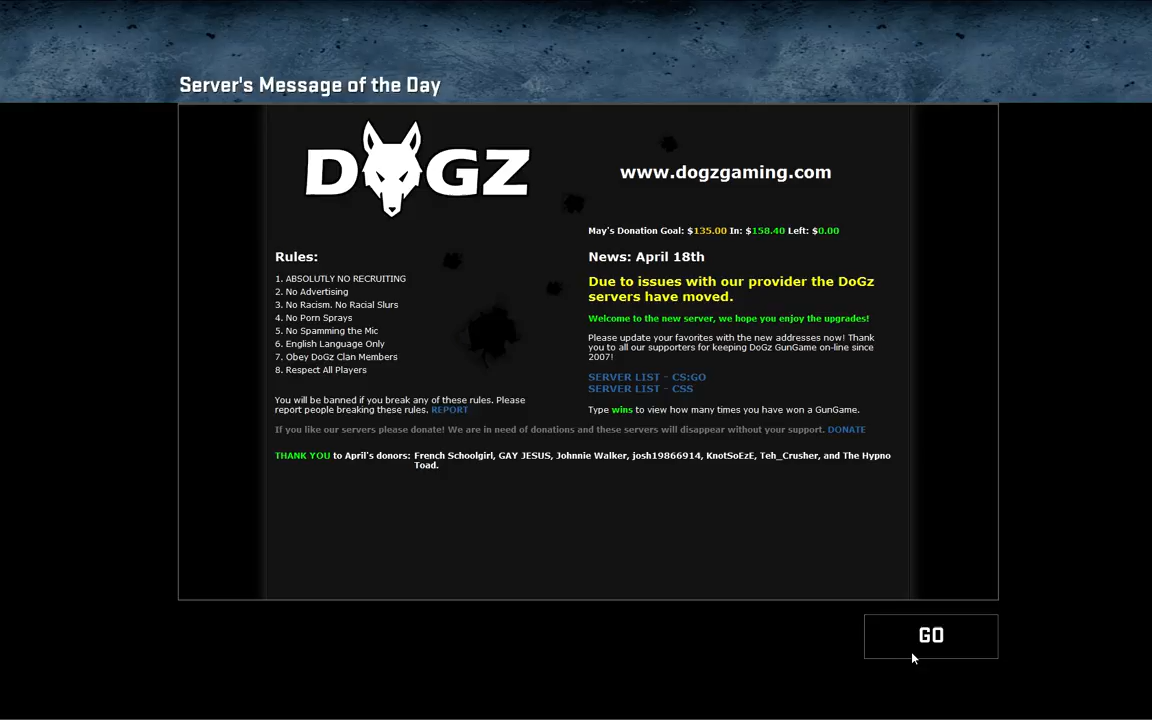 Server's Message of the Day
DOGZ
www.dogzgaming.com
May's Donation Goal: $135.00 In: $158.40 Left: $0.00
Rules:
1. ABSOLUTLY NO RECRUITING
2. No Advertising
3. No Racism. No Racial Slurs
4. No Porn Sprays
5. No Spamming the Mic
6. English Language Only
7. Obey DoGz Clan Members
8. Respect All Players
You will be banned if you break any of these rules. Please
report people breaking these rules. REPORT
News: April 18th
Due to issues with our provider the DoGz
servers have moved.
Welcome to the new server, we hope you enjoy the upgrades!
Please update your favorites with the new addresses now! Thank
you to all our supporters for keeping DoGz GunGame on-line since
2007!
SERVER LIST - CS:GO
SERVER LIST - CSS
Type wins to view how many times you have won a GunGame.
If you like our servers please donate! We are in need of donations and these servers will disappear without your support. DONATE
THANK YOU to April's donors: French Schoolgirl, GAY JESUS, Johnnie Walker, josh19866914, KnotSoEzE, Teh_Crusher, and The Hypno
Toad.
GO